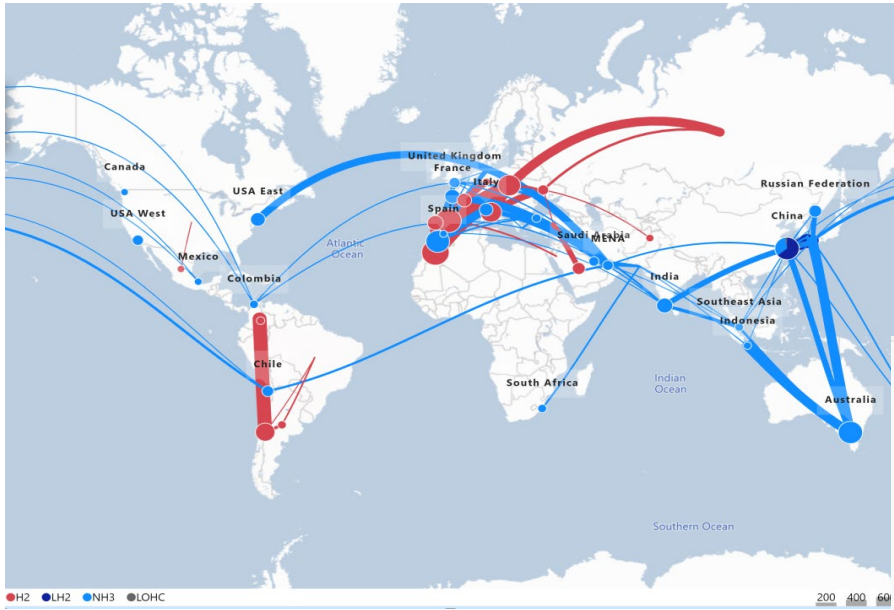 United Kingdom
France
Canada
Italy
Russian Federation
USA East
Spain
USA West
China
Atlantic
Ocean
Saudi Arabia
MENA
Mexico
Colombia
India
Southeast Asia
Indonesia
Chile
South Africa
Indian
Ocean
Australia
Southern Ocean
H2 LH2 NH3 LOHC
200 400